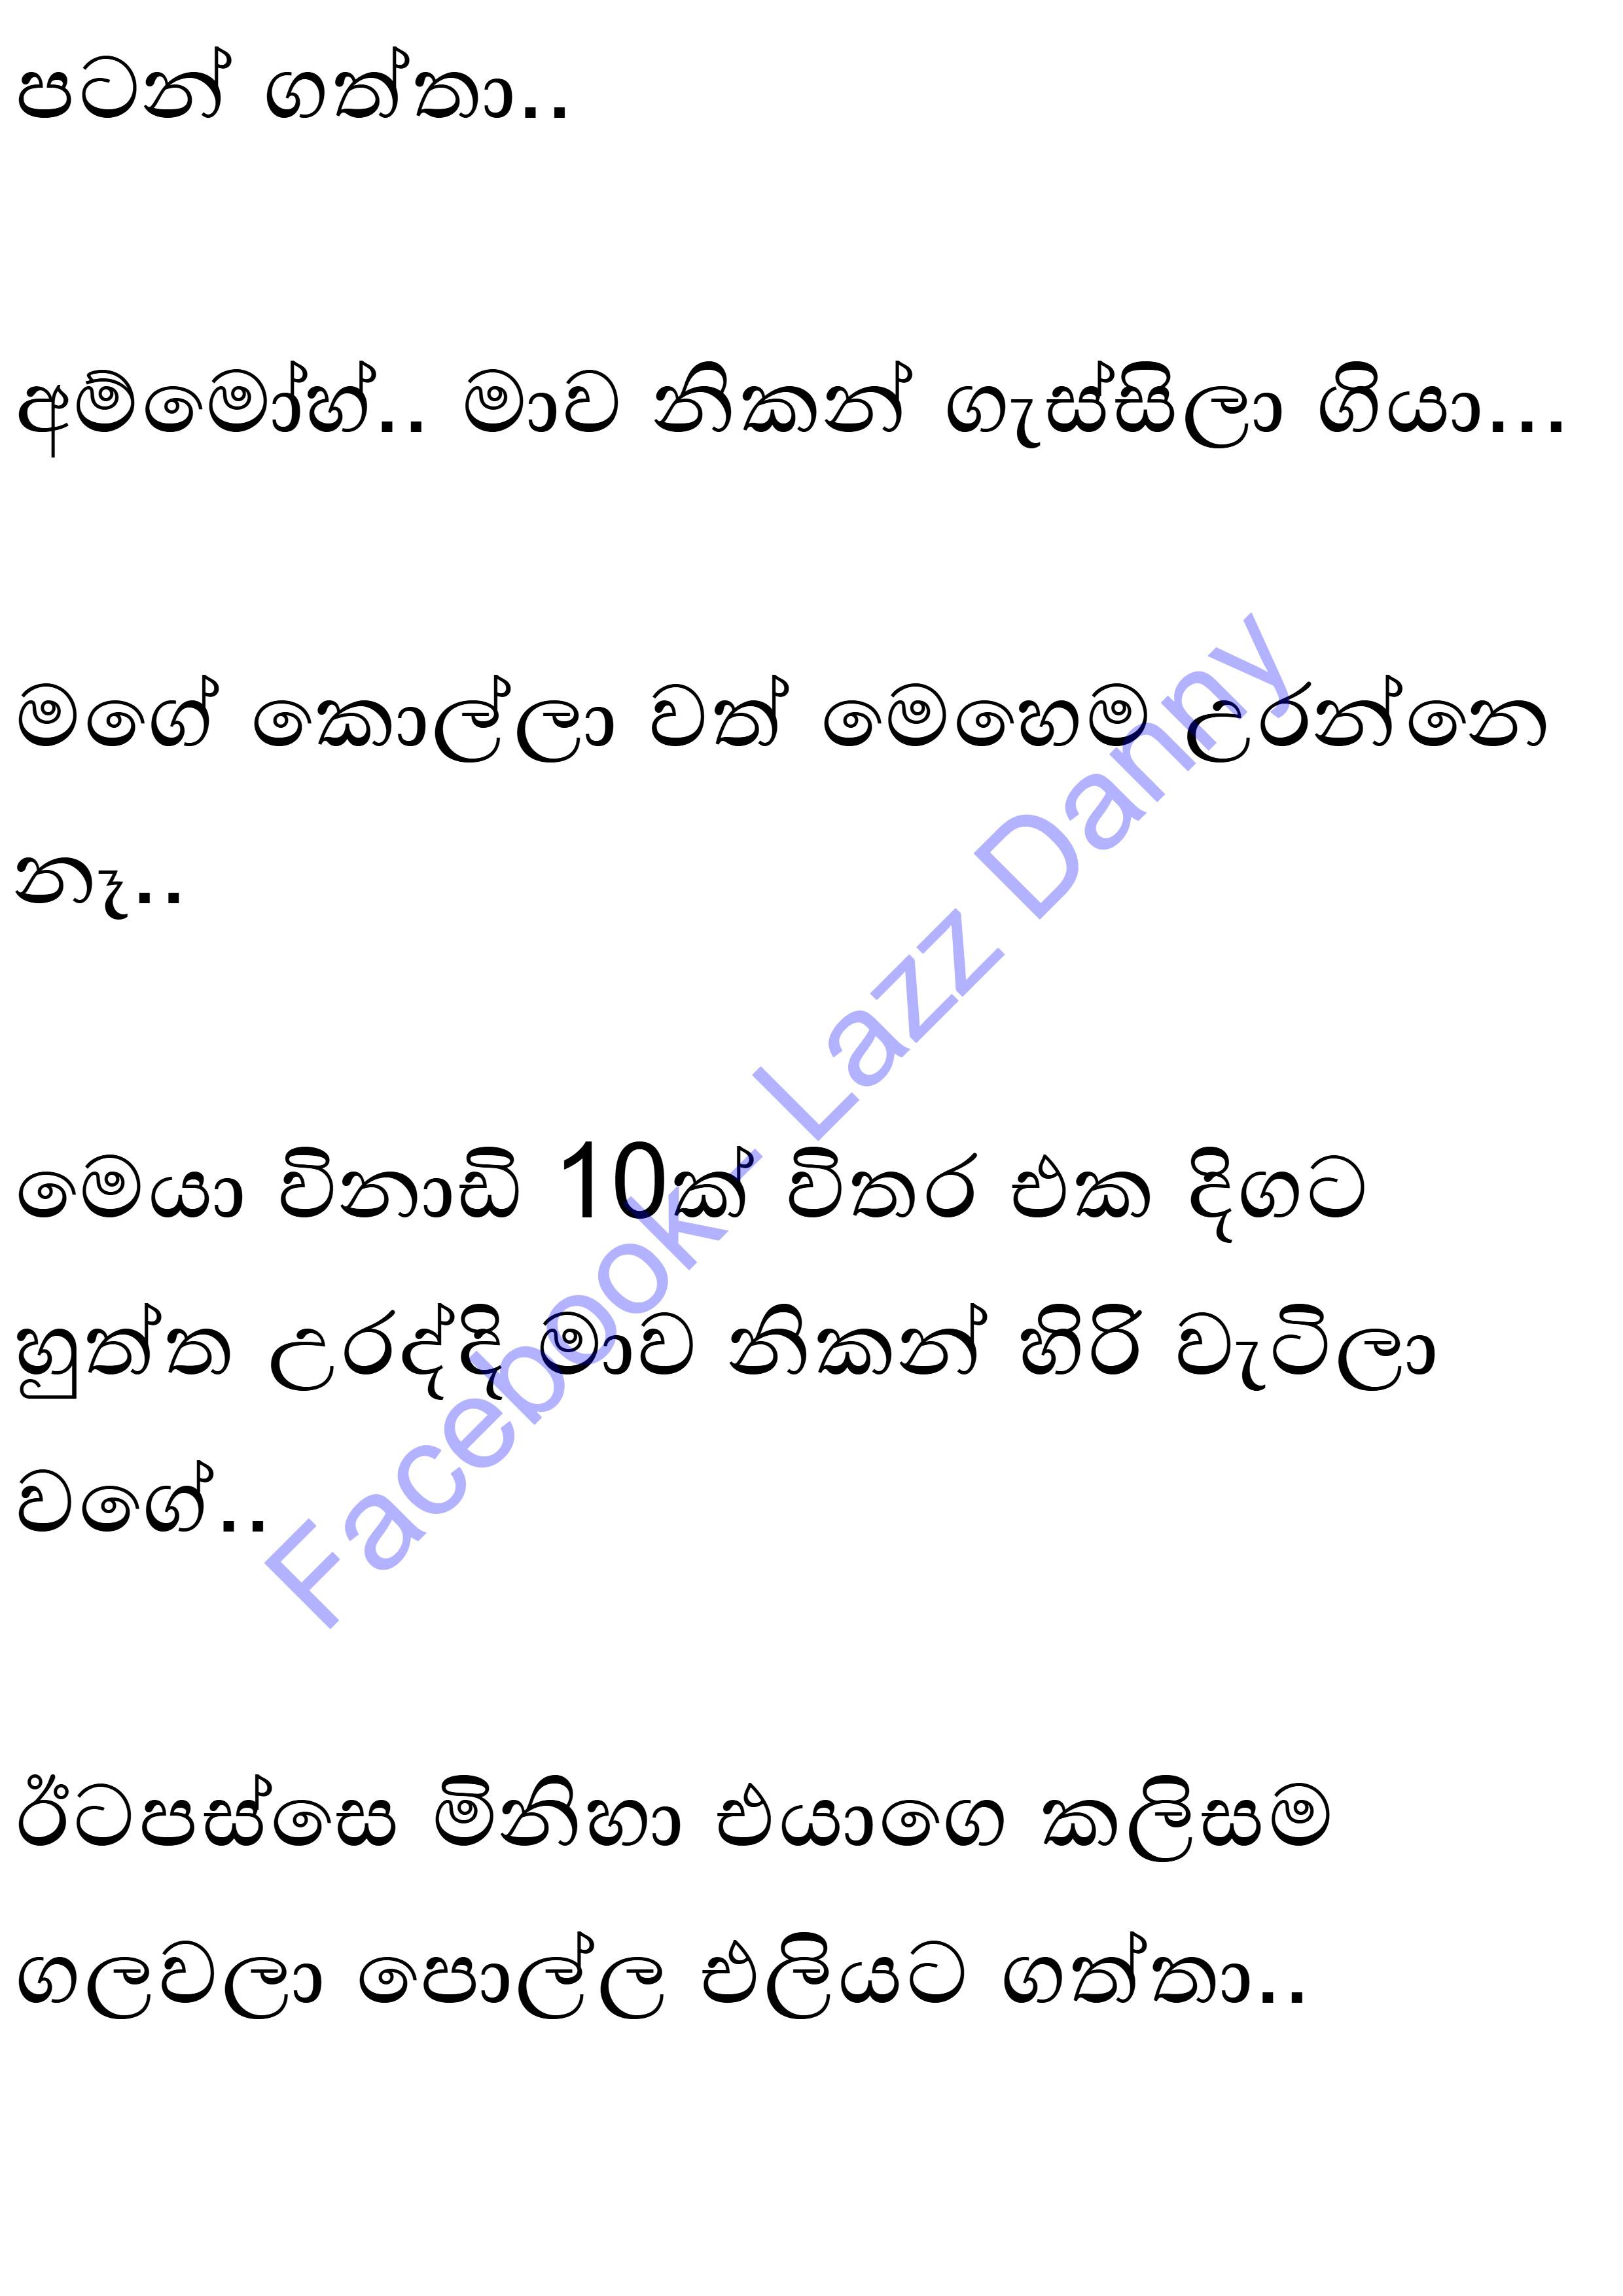 පටන් ගත්තා..
අම්මෝහ්.. මාව නිකන් ගැස්සිලා ගියා...
මගේ කොල්ලා වත් මෙහෙම උරන්නෙ
නෑ..
මෙයා විනාඩි 10ක් විතර එක දිගට
හුත්ත උරද්දි මාව නිකන් හිරි වැටිලා
වගේ..
ඊටපස්සෙ මිනිහා එයාගෙ කලිසම
ගලවලා පොල්ල එලියට ගත්තා..
Facebook- Lazz Danny